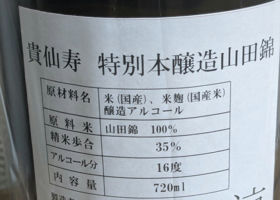 貴仙寿 特別本醸造山田錦
原材料名 米(国産)、米麹(国産米)
醸造アルコール
原料米 山田錦 100%
精米歩合 35%
アルコール分 16度
内容量 720ml